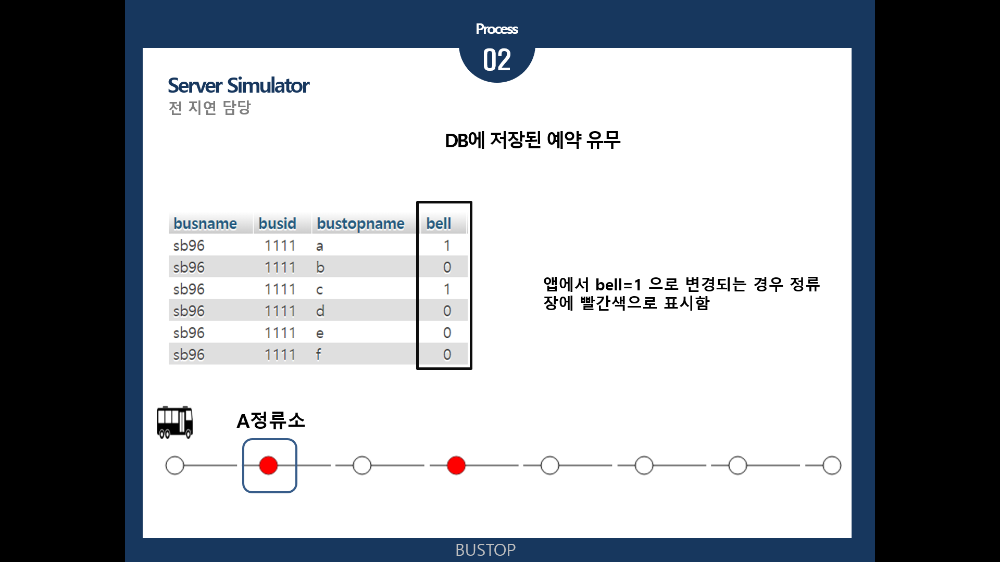 Process
02
Server Simulator
전 지연 담당
DB에 저장된 예약 유무
busname busid bustopname bell
sb96 1111 a 1
sb96 1111 b 0
sb96 1111 c 1
sb96 1111 d 0
sb96 1111 e 0
sb96 1111 f 0
앱에서 bell=1 으로 변경되는 경우 정류
장에 빨간색으로 표시함
A정류소
BUSTOP